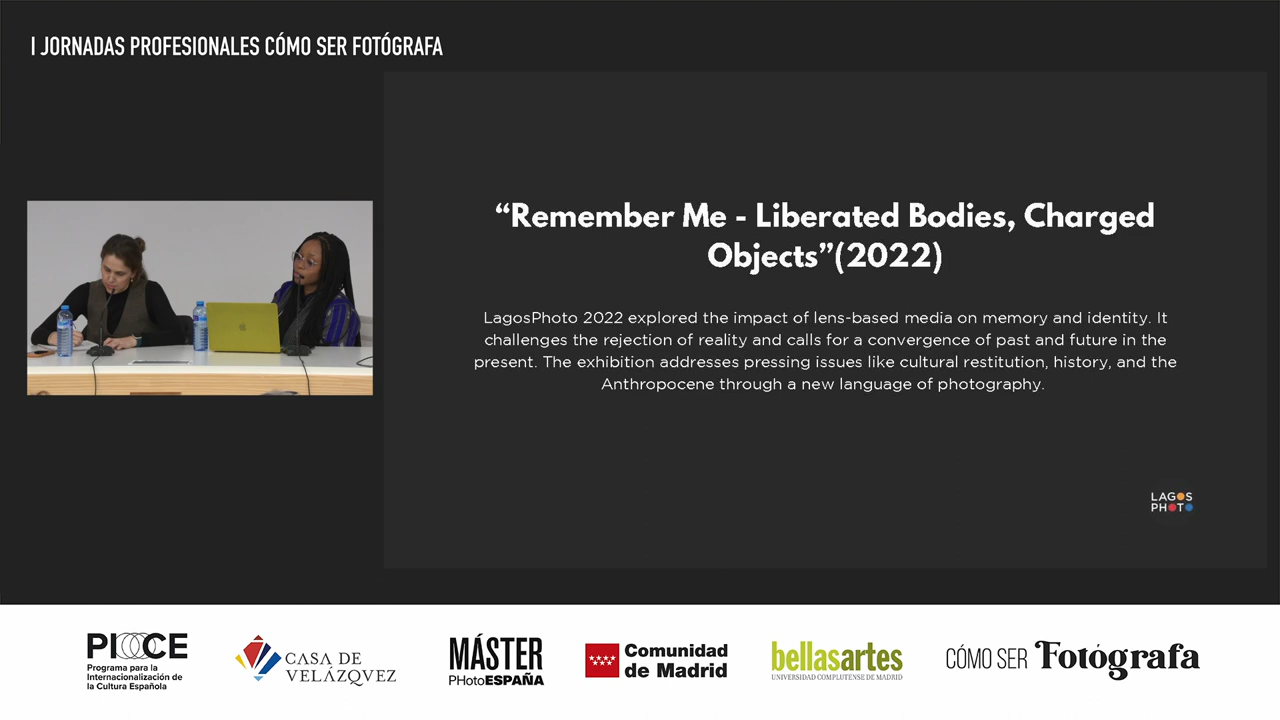 I JORNADAS PROFESIONALES CÓMO SER FOTÓGRAFA
“Remember Me - Liberated Bodies, Charged
Objects”(2022)
LagosPhoto 2022 explored the impact of lens-based media on memory and identity. It
challenges the rejection of reality and calls for a convergence of past and future in the
present. The exhibition addresses pressing issues like cultural restitution, history, and the
Anthropocene through a new language of photography.
LAGOS
PHOTO
PICCE
Programa para la
Internacionalización de
la Cultura Española
CASA DE
VELÁZQVEZ
MÁSTER
PHotoESPAÑA
Comunidad
de Madrid
bellasartes
UNIVERSIDAD COMPLUTENSE DE MADRID
CÓMO SER Fotógrafa